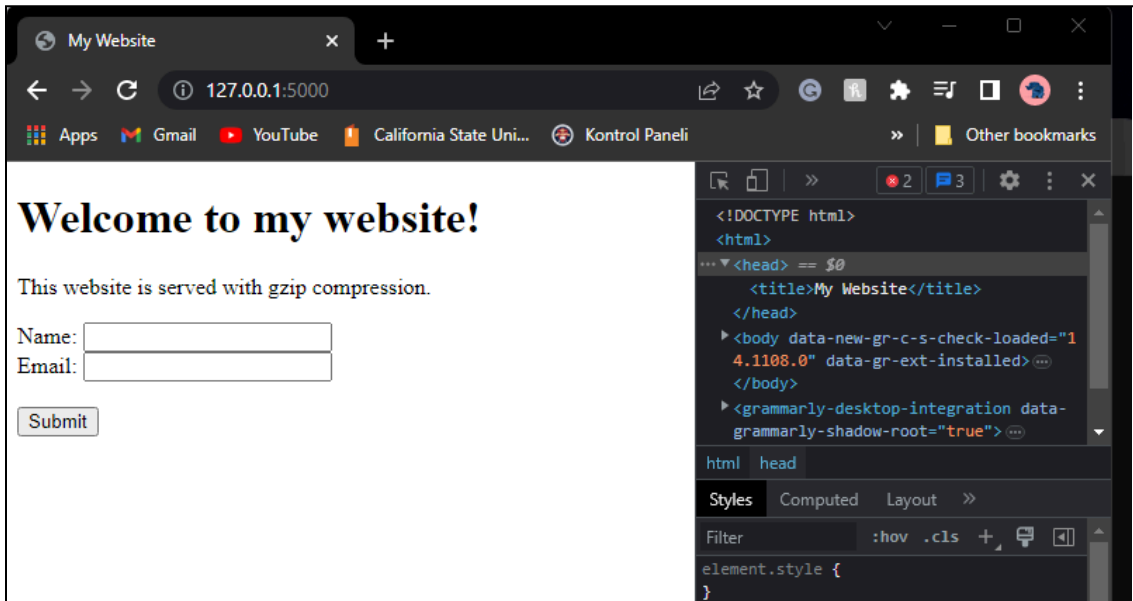 My Website
127.0.0.1:5000
Apps Gmail YouTube California State Uni... Kontrol Paneli » Other bookmarks
Welcome to my website!
This website is served with gzip compression.
Name:
Email:
Submit
» 2 3
<!DOCTYPE html>
<html>
••• ▼<head> == $0
<title>My Website</title>
</head>
▶<body data-new-gr-c-s-check-loaded="1
4.1108.0" data-gr-ext-installed>
</body>
▶<grammarly-desktop-integration data-
grammarly-shadow-root="true">
html head
Styles Computed Layout »
Filter :hov .cls +
element.style {
}